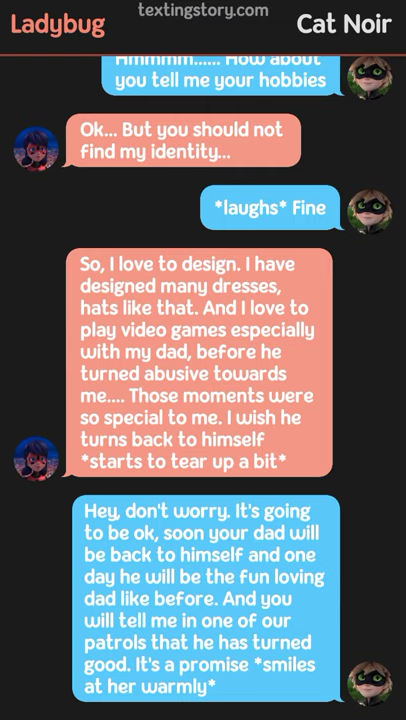 textingstory.com
Ladybug
Cat Noir
Hmmmm...... How about
you tell me your hobbies
Ok... But you should not
find my identity...
*laughs* Fine
So, I love to design. I have
designed many dresses,
hats like that. And I love to
play video games especially
with my dad, before he
turned abusive towards
me.... Those moments were
so special to me. I wish he
turns back to himself
*starts to tear up a bit*
Hey, don't worry. It's going
to be ok, soon your dad will
be back to himself and one
day he will be the fun loving
dad like before. And you
will tell me in one of our
patrols that he has turned
good. It's a promise *smiles
at her warmly*